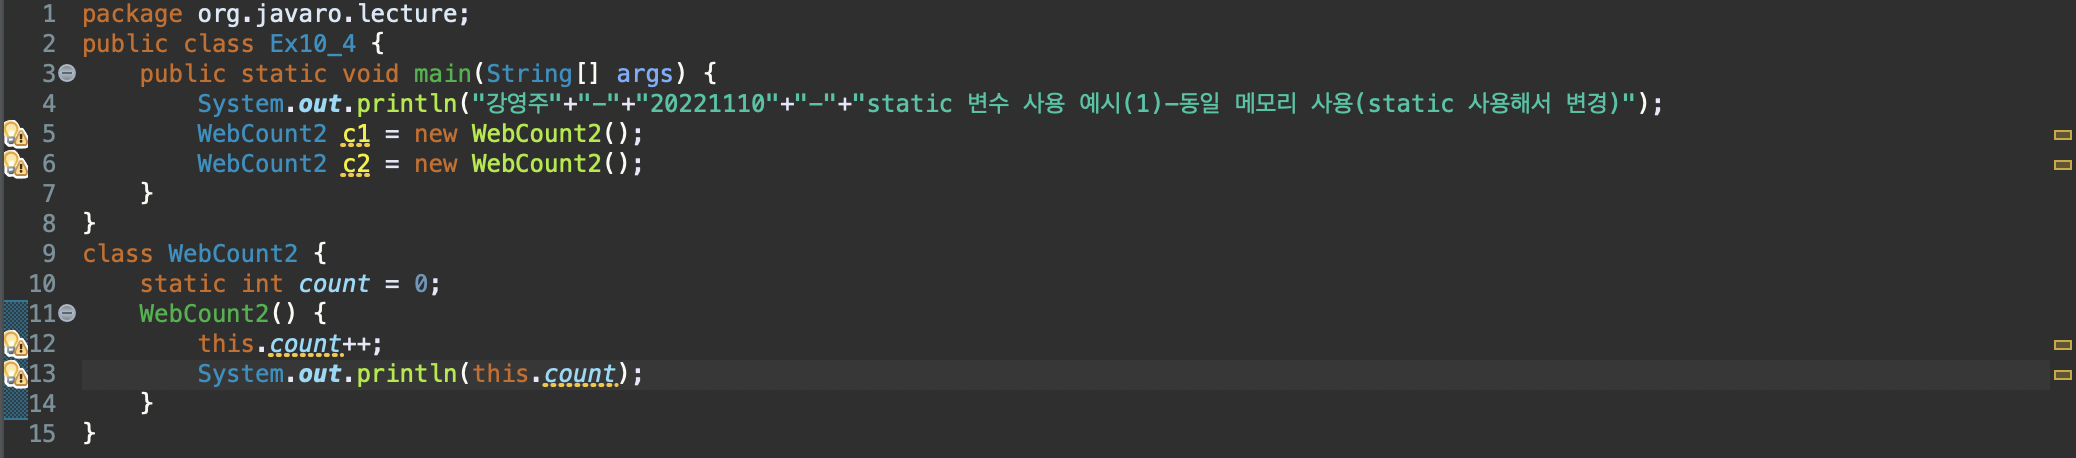 1 package org.javaro.lecture;
2 public class Ex10_4 {
3 public static void main(String[] args) {
4 System.out.println("강영주"+"-"+"20221110"+"-"+"static 변수 사용 예시(1)-동일 메모리 사용(static 사용해서 변경)");
5 WebCount2 c1 = new WebCount2();
6 WebCount2 c2 = new WebCount2();
7 }
8 }
9 class WebCount2 {
10 static int count = 0;
11 WebCount2() {
12 this.count++;
13 System.out.println(this.count);
14 }
15 }